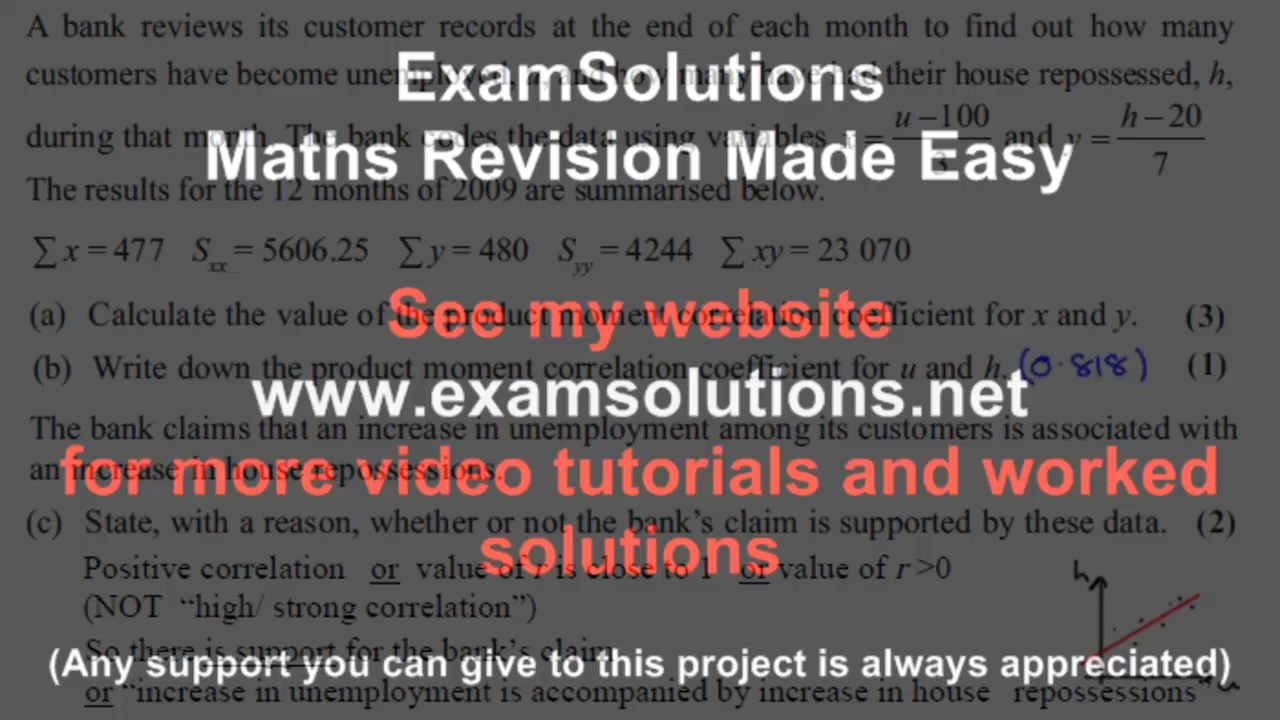 A bank reviews its customer records at the end of each month to find out how many
ExamSolutions
customers have become unemployed, u, and how many have had their house repossessed, h,
during that month. The bank codes the data using variables x = u – 100 / 3 and y = h – 20 / 7
Maths Revision Made Easy
The results for the 12 months of 2009 are summarised below.
∑ x = 477 Sxx = 5606.25 ∑ y = 480 Syy = 4244 ∑ xy = 23 070
See my website
(a) Calculate the value of the product moment correlation coefficient for x and y. (3)
(b) Write down the product moment correlation coefficient for u and h. (0.818) (1)
www.examsolutions.net
The bank claims that an increase in unemployment among its customers is associated with
an increase in house repossessions.
for more video tutorials and worked
(c) State, with a reason, whether or not the bank's claim is supported by these data. (2)
solutions
Positive correlation or value of r is close to 1 or value of r >0
(NOT “high/ strong correlation”)
h
So there is support for the bank's claim
(Any support you can give to this project is always appreciated)
or “increase in unemployment is accompanied by increase in house repossessions”
u